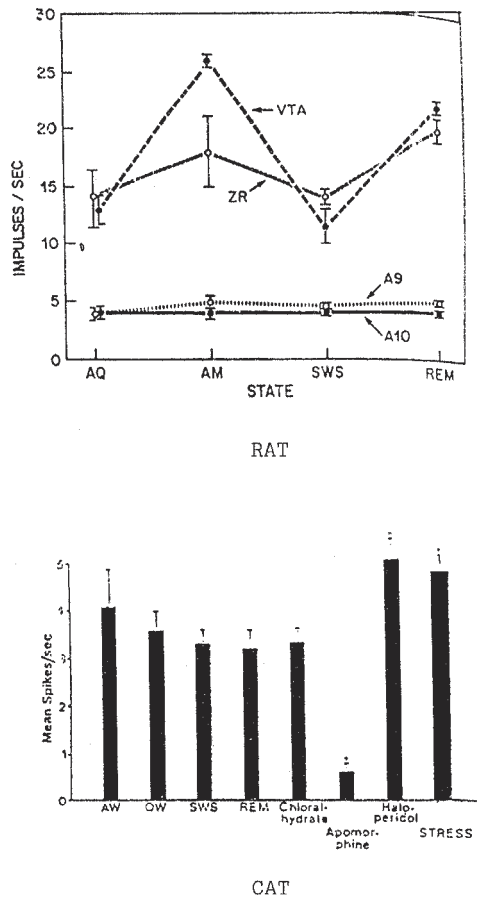 30
25
20
15
10
5
0
IMPULSES / SEC
VTA
ZR
A9
A10
AQ AM SWS REM
STATE
RAT
5
4
3
2
1
0
Mean Spikes/sec
AW QW SWS REM Chloral- Halo-
hydrate peridol
Apomor- STRESS
phine
CAT